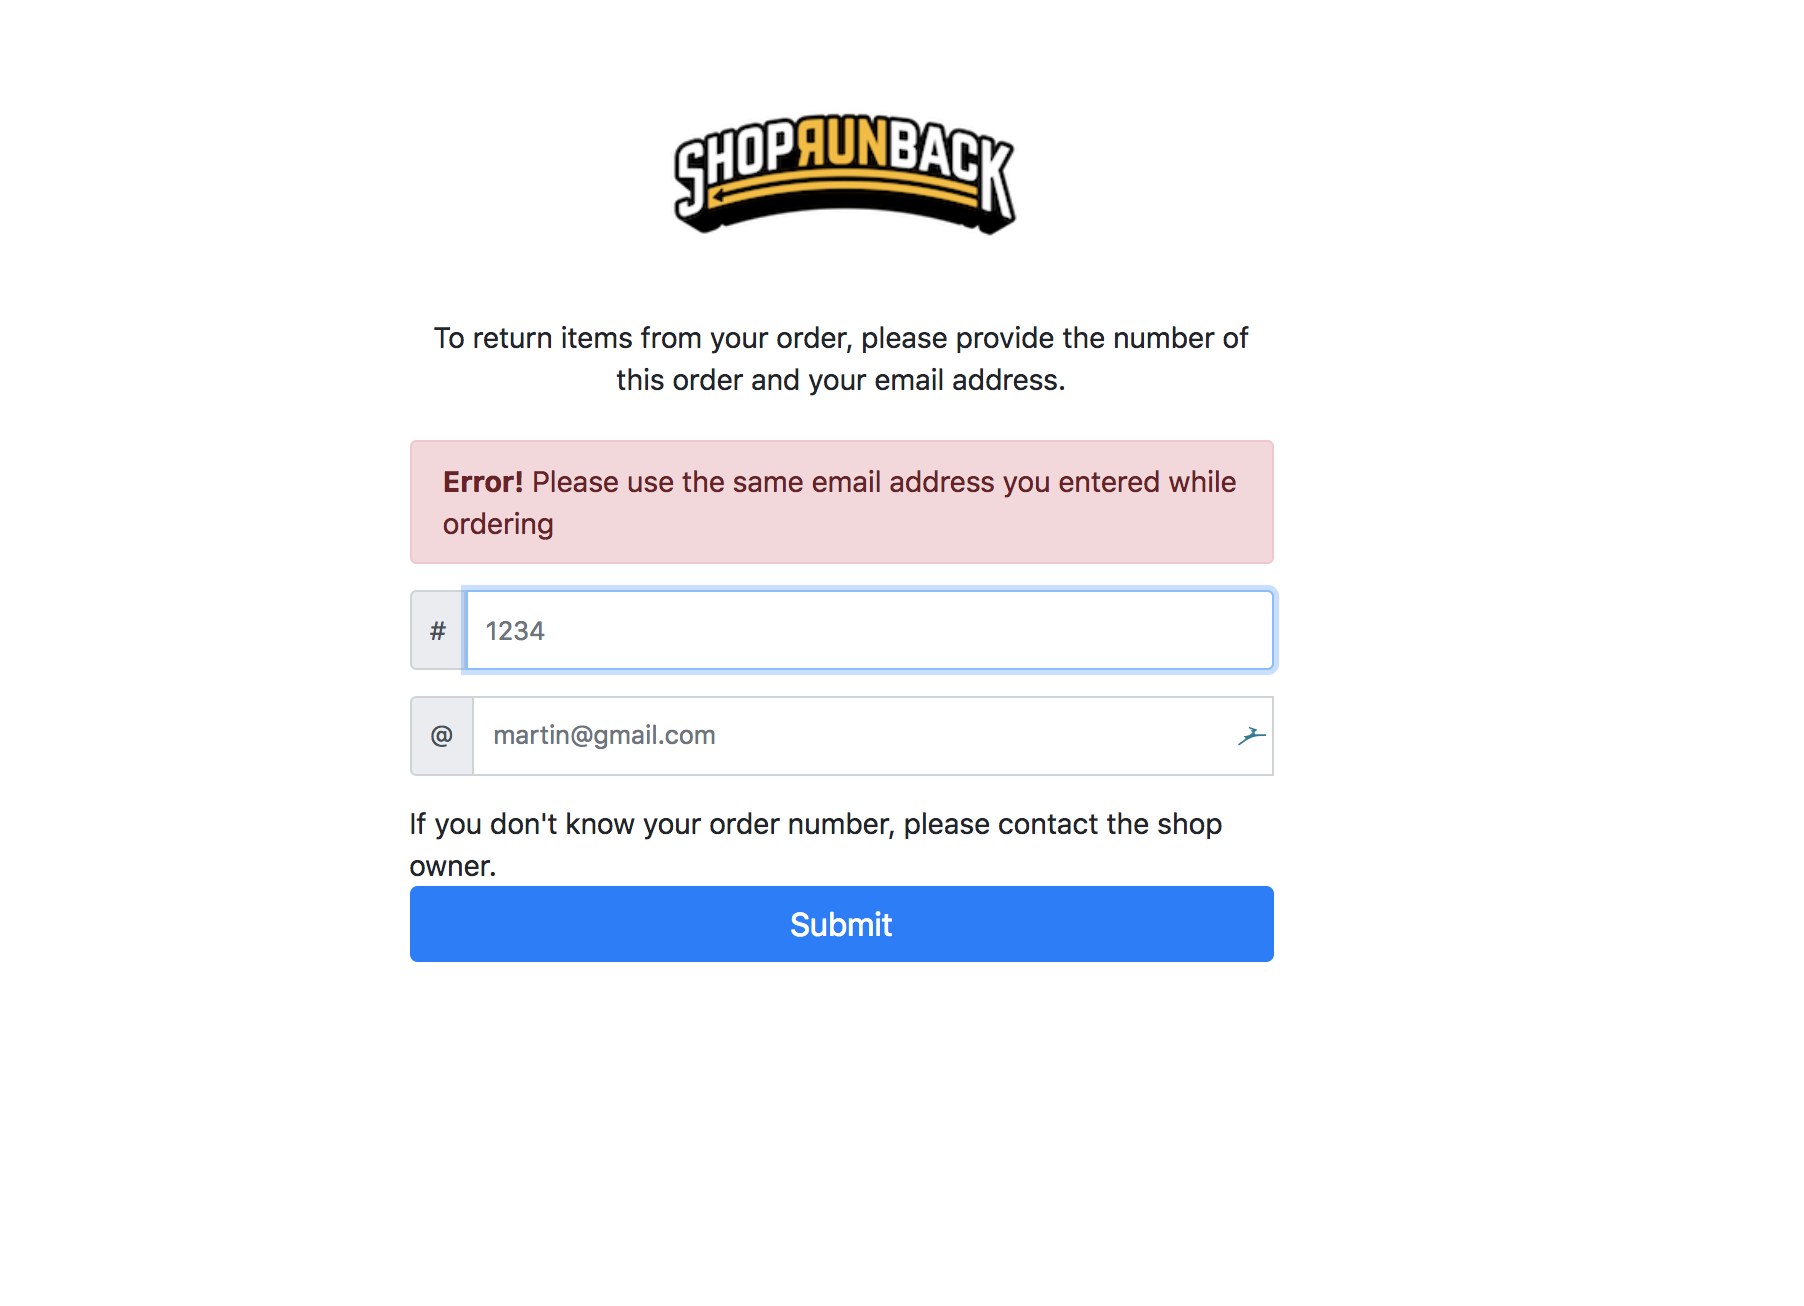 SHOPRUNBACK
To return items from your order, please provide the number of
this order and your email address.
Error! Please use the same email address you entered while
ordering
# 1234
@ martin@gmail.com
If you don't know your order number, please contact the shop
owner.
Submit